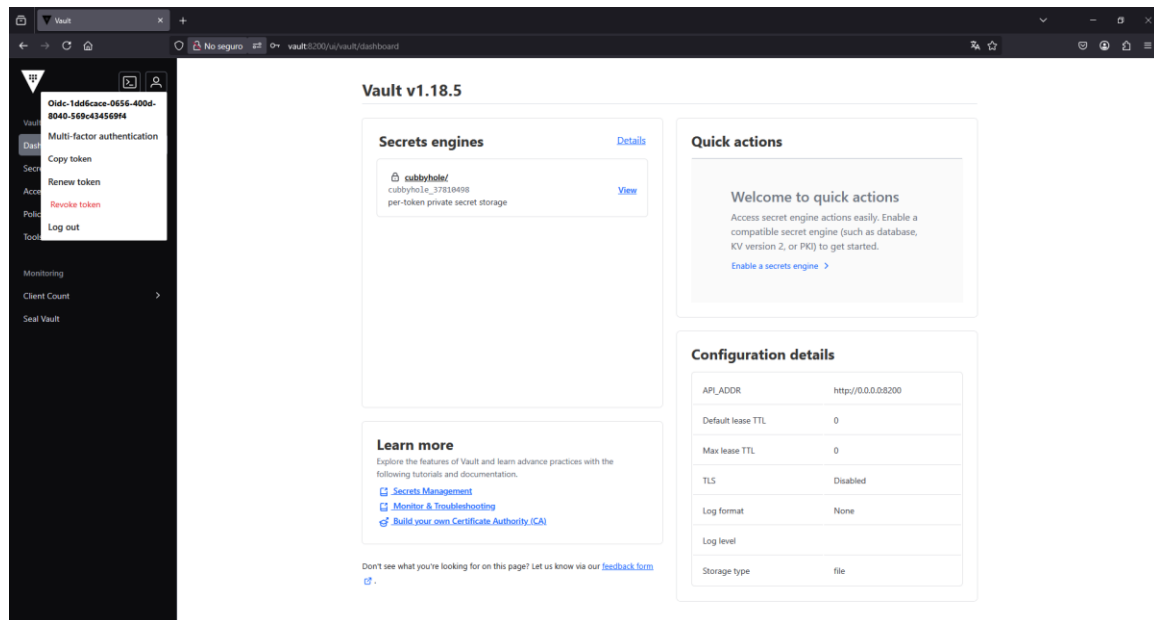 Vault
No seguro
vault:8200/ui/vault/dashboard
Oidc-1dd6cace-0656-400d-
8040-569c434569f4
Multi-factor authentication
Copy token
Renew token
Revoke token
Log out
Vault
Dash
Secre
Acce
Polic
Tools
Monitoring
Client Count
Seal Vault
Vault v1.18.5
Secrets engines
Details
cubbyhole/
cubbyhole_37810498
per-token private secret storage
View
Learn more
Explore the features of Vault and learn advance practices with the
following tutorials and documentation.
Secrets Management
Monitor & Troubleshooting
Build your own Certificate Authority (CA)
Don't see what you're looking for on this page? Let us know via our feedback form
.
Quick actions
Welcome to quick actions
Access secret engine actions easily. Enable a
compatible secret engine (such as database,
KV version 2, or PKI) to get started.
Enable a secrets engine
Configuration details
API_ADDR http://0.0.0.0:8200
Default lease TTL 0
Max lease TTL 0
TLS Disabled
Log format None
Log level
Storage type file